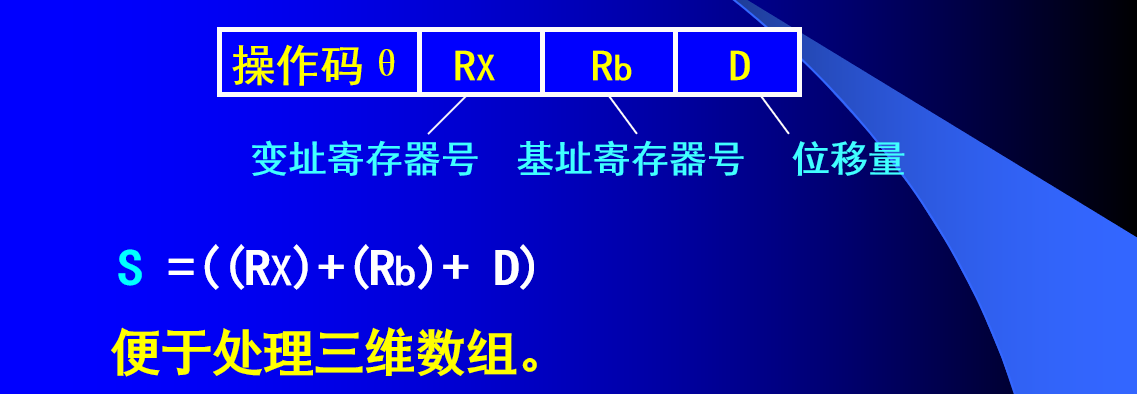 操作码 θ RX Rb D
变址寄存器号 基址寄存器号 位移量
S =((RX)+(Rb)+ D)
便于处理三维数组。